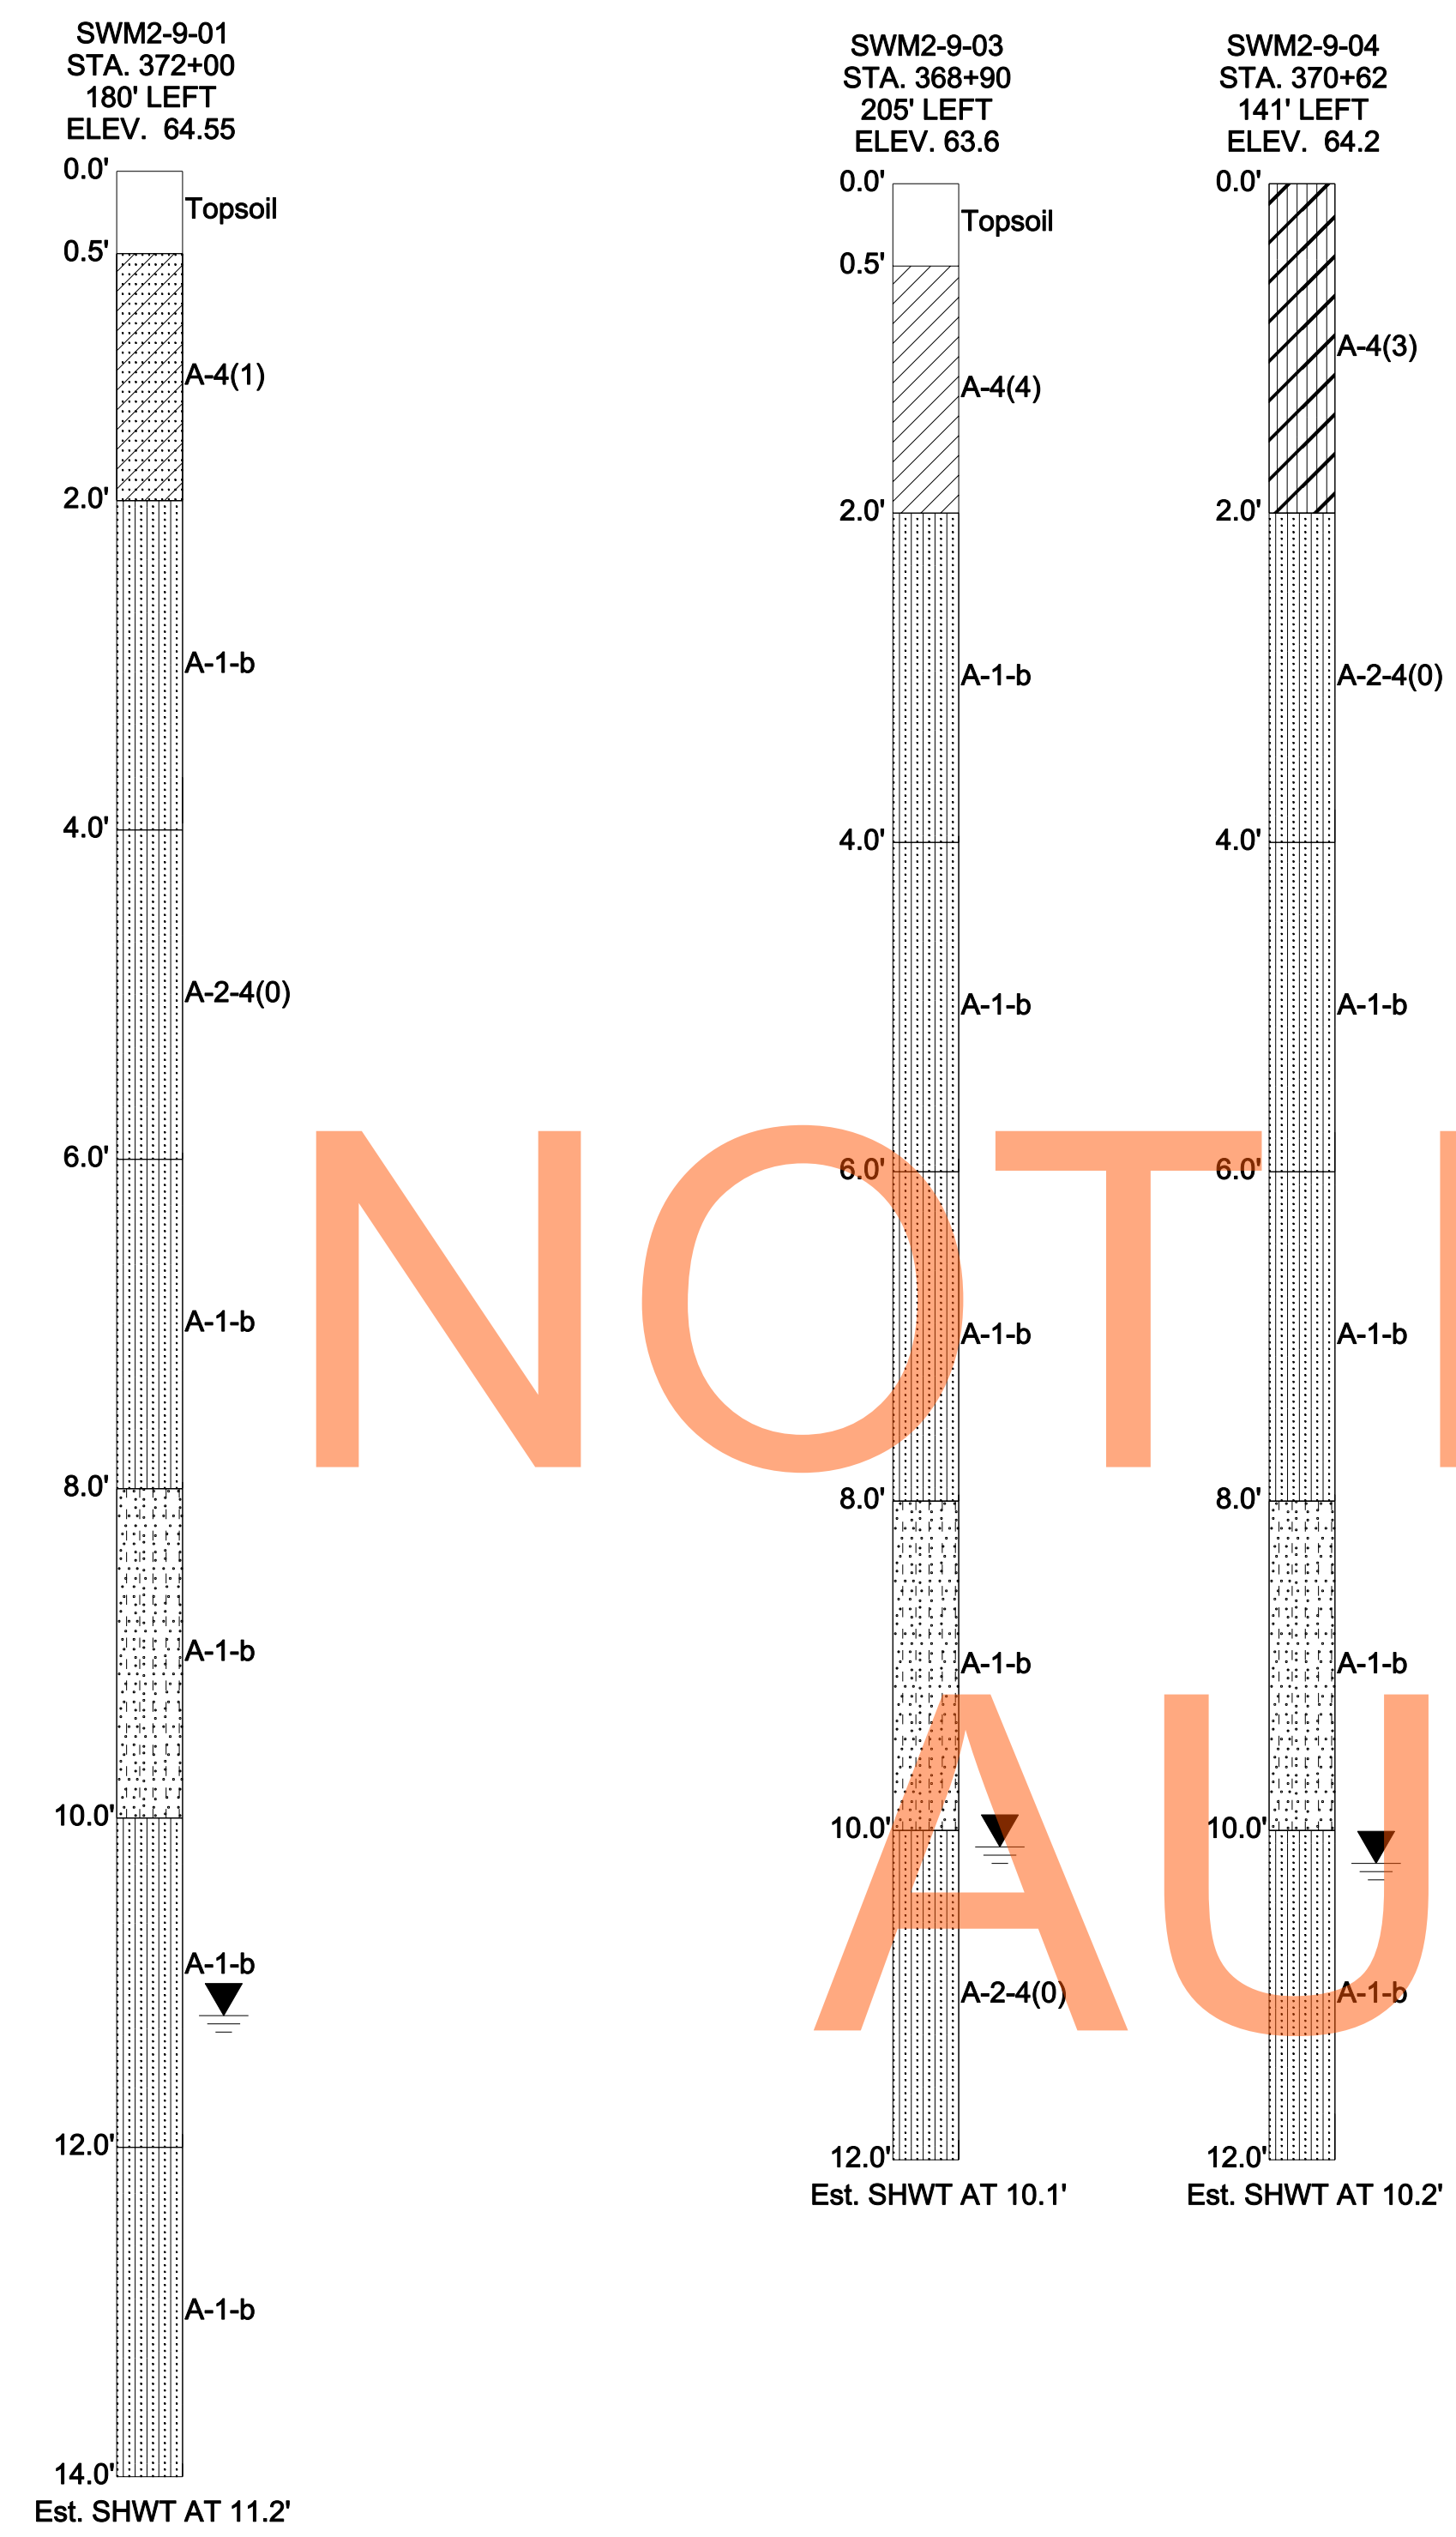 SWM2-9-01
STA. 372+00
180' LEFT
ELEV. 64.55
0.0'
Topsoil
0.5'
A-4(1)
2.0'
A-1-b
4.0'
A-2-4(0)
6.0'
A-1-b
8.0'
A-1-b
10.0'
A-1-b
12.0'
A-1-b
14.0'
Est. SHWT AT 11.2'
SWM2-9-03
STA. 368+90
205' LEFT
ELEV. 63.6
0.0'
Topsoil
0.5'
A-4(4)
2.0'
A-1-b
4.0'
A-1-b
6.0'
A-1-b
8.0'
A-1-b
10.0'
A-2-4(0)
12.0'
Est. SHWT AT 10.1'
SWM2-9-04
STA. 370+62
141' LEFT
ELEV. 64.2
0.0'
A-4(3)
2.0'
A-2-4(0)
4.0'
A-1-b
6.0'
A-1-b
8.0'
A-1-b
10.0'
A-1-b
12.0'
Est. SHWT AT 10.2'
NOT
AU